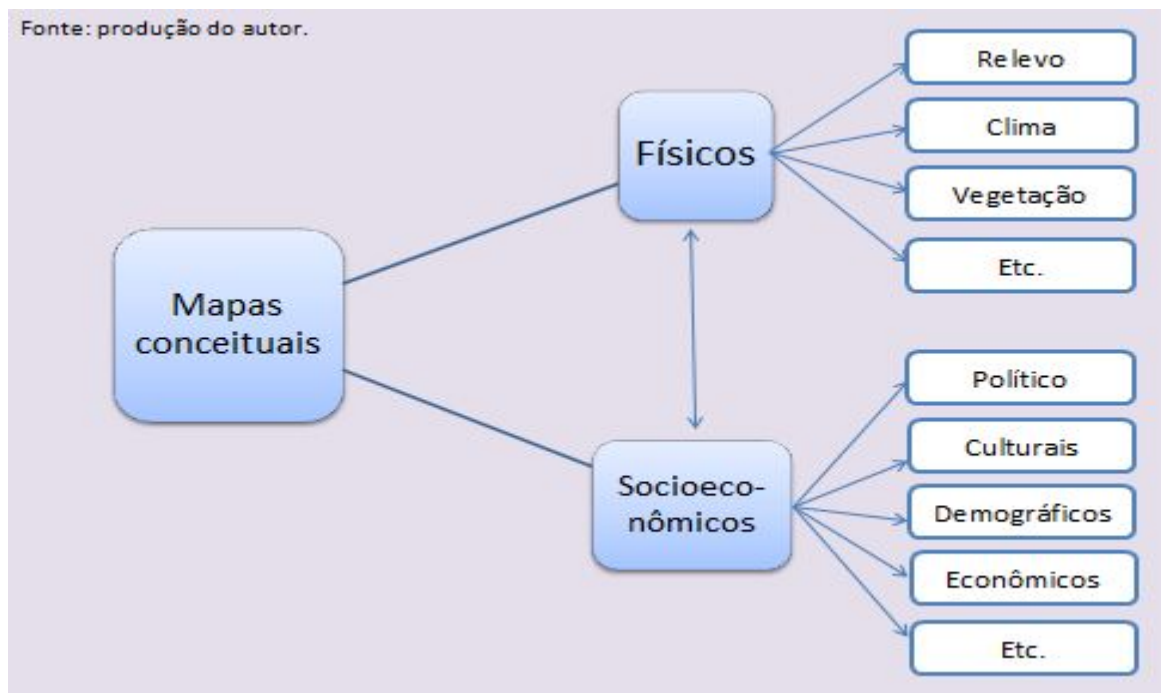 Fonte: produção do autor.
Mapas
conceituais
Físicos
Relevo
Clima
Vegetação
Etc.
Socioeco-
nômicos
Político
Culturais
Demográficos
Econômicos
Etc.